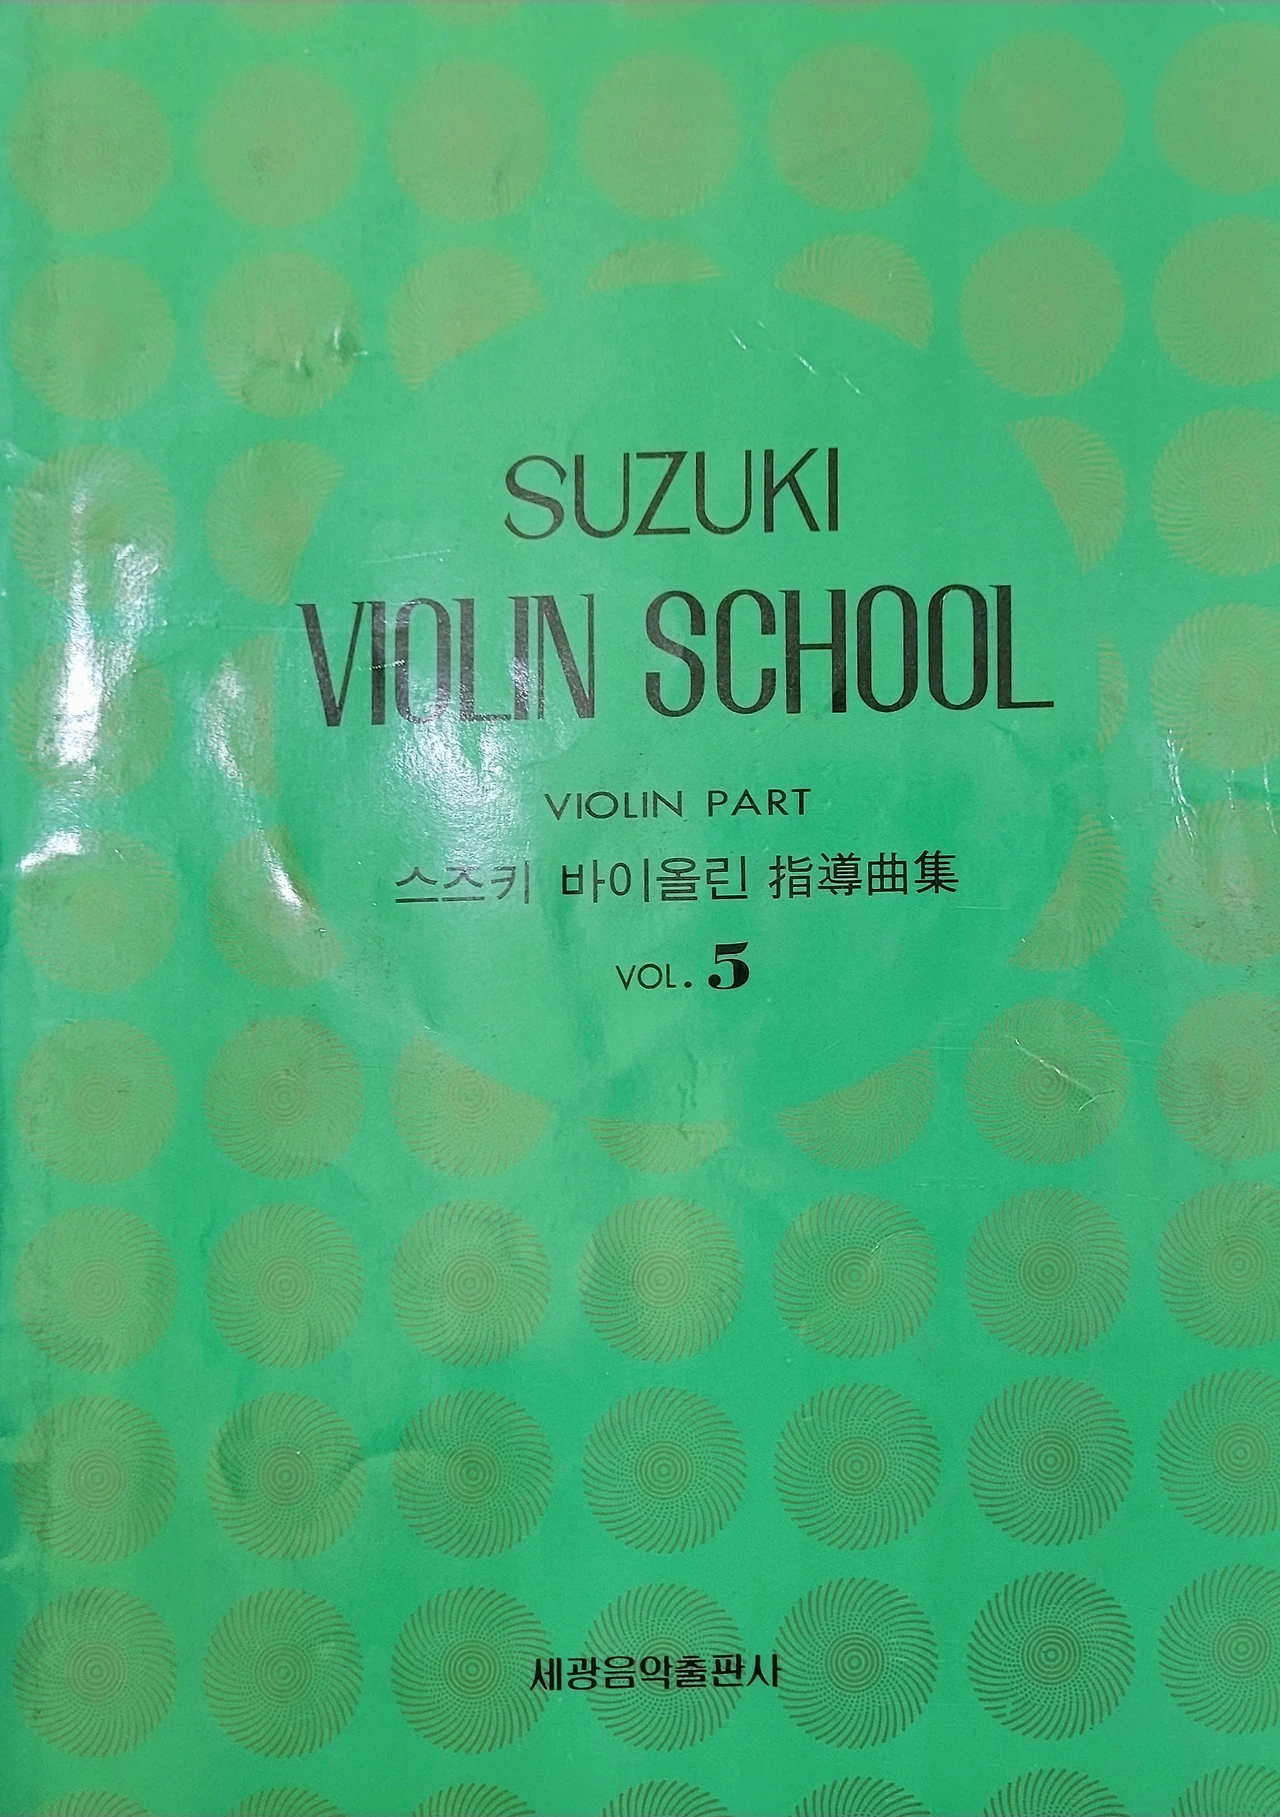 SUZUKI
VIOLIN SCHOOL
VIOLIN PART
스즈키 바이올린 指導曲集
VOL. 5
세광음악출판사